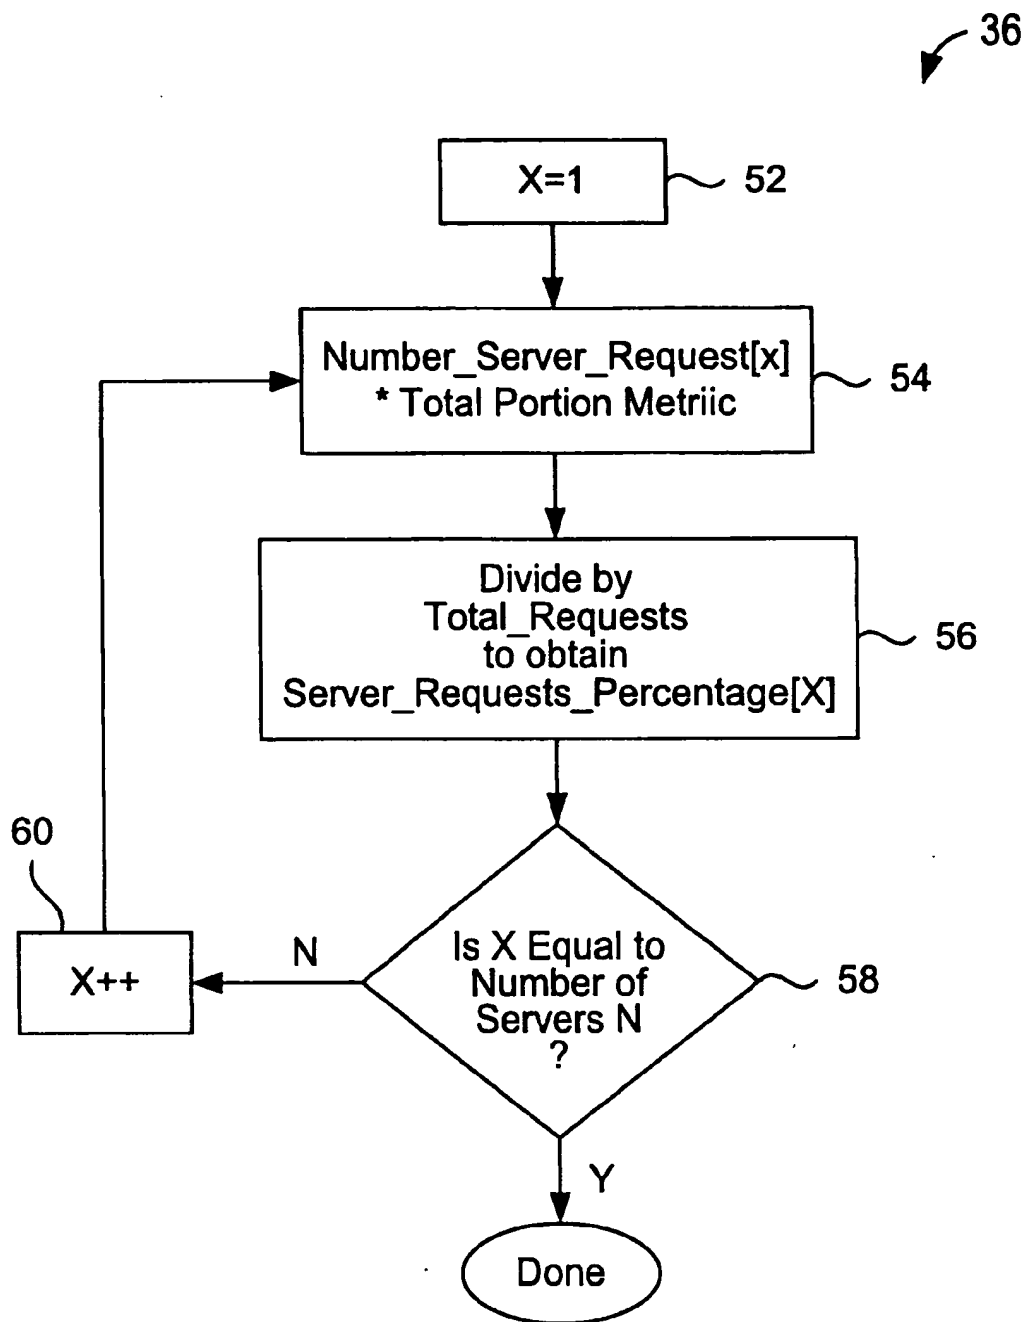 36
X=1
52
Number_Server_Request[x]
* Total Portion Metriic
54
Divide by
Total_Requests
to obtain
Server_Requests_Percentage[X]
56
60
X++
N
Is X Equal to
Number of
Servers N
?
58
Y
Done